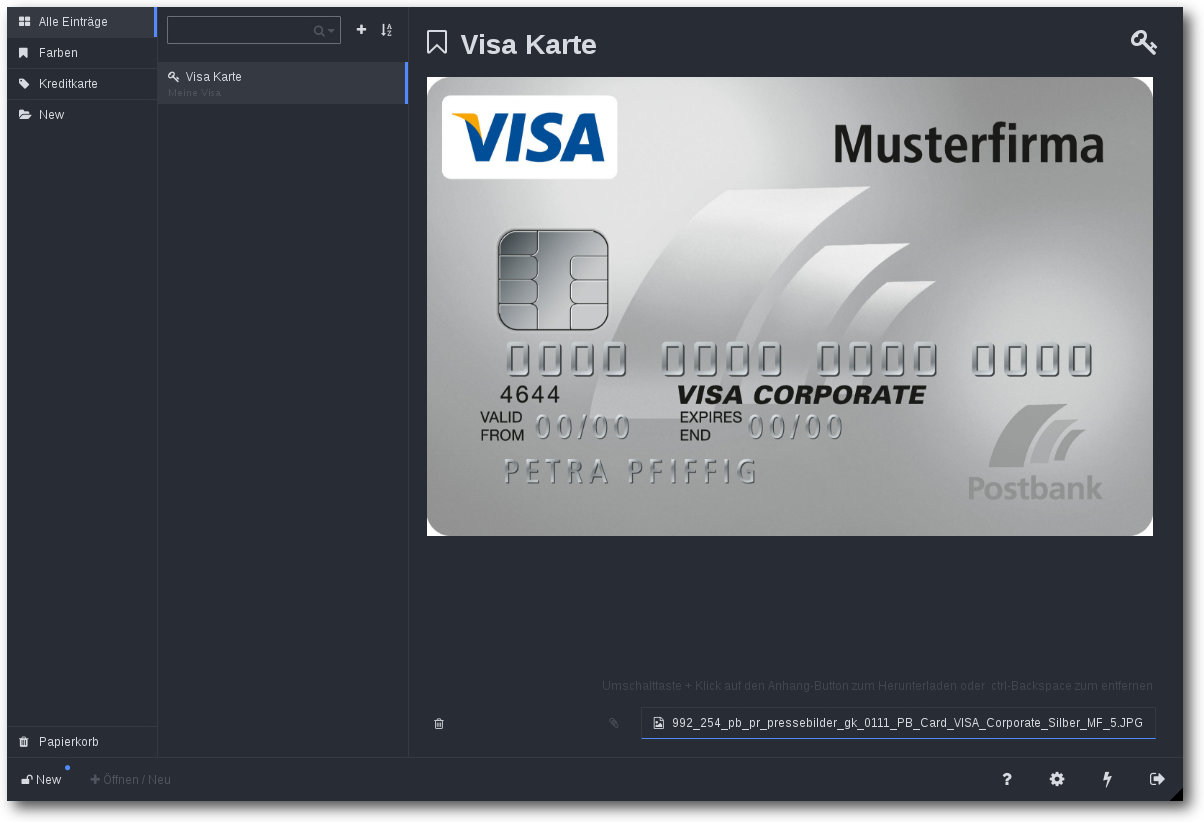 Alle Einträge
Farben
Kreditkarte
New
Visa Karte
Meine Visa
Visa Karte
VISA
Musterfirma
0000 0000 0000 0000
4644
VISA CORPORATE
VALID FROM 00/00
EXPIRES END 00/00
PETRA PFIFFIG
Postbank
Umschalttaste + Klick auf den Anhang-Button zum Herunterladen oder ctrl-Backspace zum entfernen
992_254_pb_pr_pressebilder_gk_0111_PB_Card_VISA_Corporate_Silber_MF_5.JPG
Papierkorb
New
Öffnen / Neu